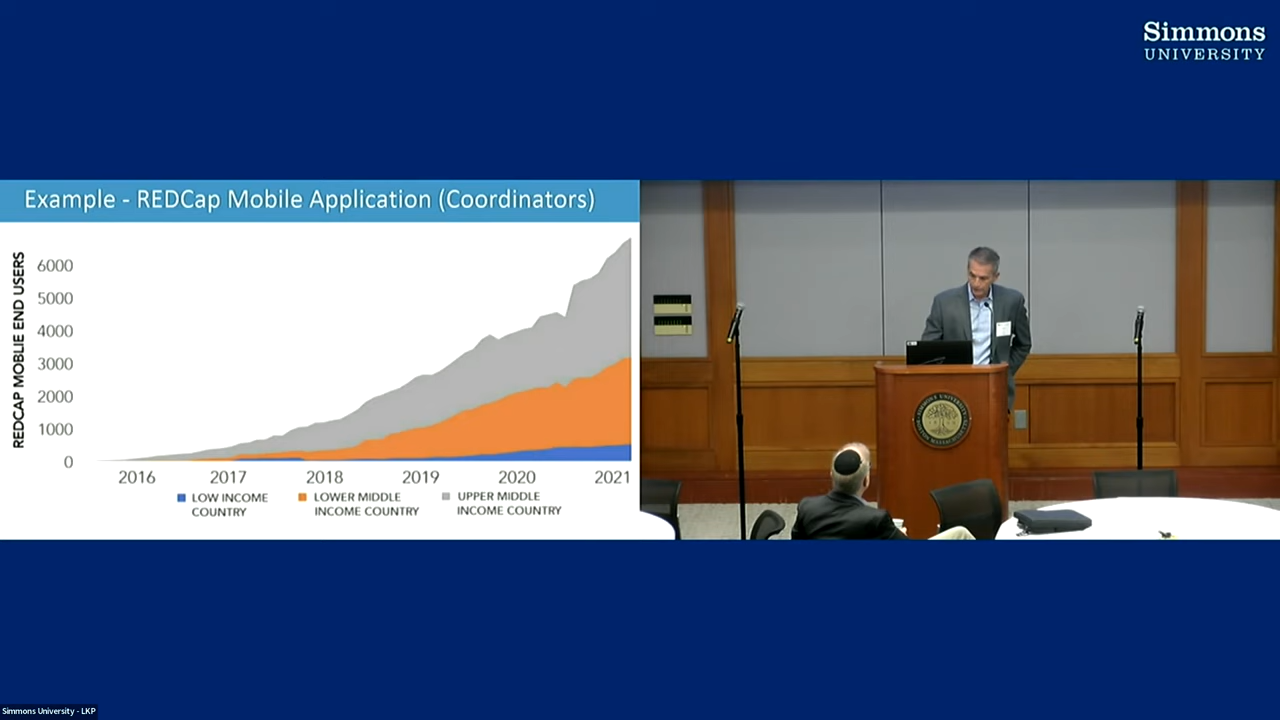 Simmons
UNIVERSITY
Example - REDCap Mobile Application (Coordinators)
REDCAP MOBLIE END USERS
6000
5000
4000
3000
2000
1000
0
2016 2017 2018 2019 2020 2021
LOW INCOME
COUNTRY
LOWER MIDDLE
INCOME COUNTRY
UPPER MIDDLE
INCOME COUNTRY
Simmons University - LKP